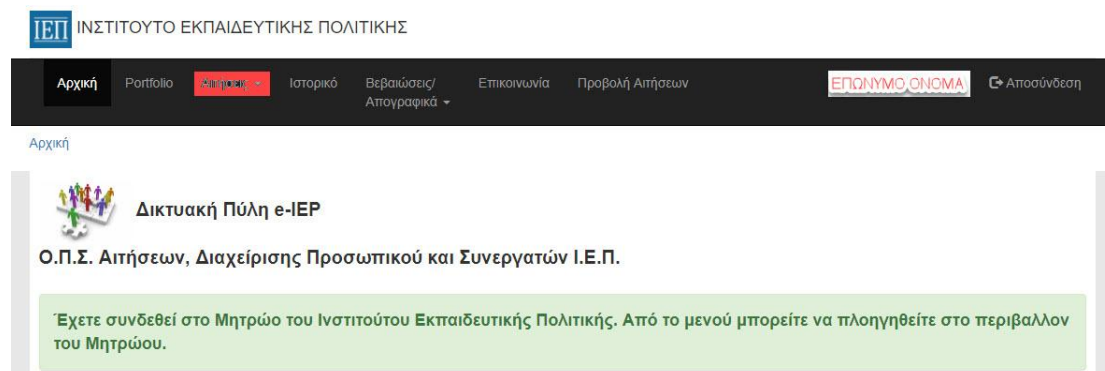 ΙΕΠ ΙΝΣΤΙΤΟΥΤΟ ΕΚΠΑΙΔΕΥΤΙΚΗΣ ΠΟΛΙΤΙΚΗΣ
Αρχική Portfolio Αιτήσεις Ιστορικό Βεβαιώσεις/ Επικοινωνία Προβολή Αιτήσεων ΕΠΩΝΥΜΟ ΟΝΟΜΑ Αποσύνδεση
Απογραφικά
Αρχική
Δικτυακή Πύλη e-IEP
Ο.Π.Σ. Αιτήσεων, Διαχείρισης Προσωπικού και Συνεργατών Ι.Ε.Π.
Έχετε συνδεθεί στο Μητρώο του Ινστιτούτου Εκπαιδευτικής Πολιτικής. Από το μενού μπορείτε να πλοηγηθείτε στο περιβαλλον
του Μητρώου.